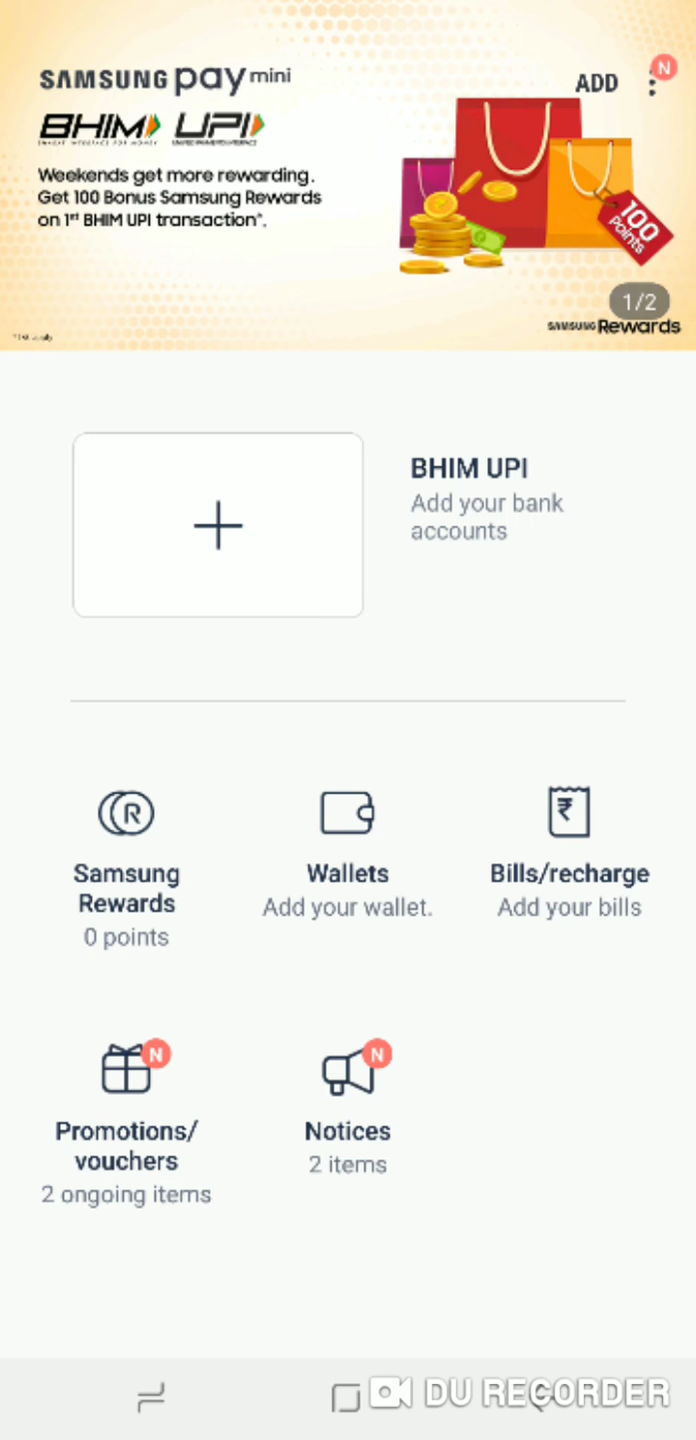 SAMSUNG pay mini
ADD
N
BHIM UPI
Weekends get more rewarding.
Get 100 Bonus Samsung Rewards
on 1st BHIM UPI transaction*.
100
Points
1/2
SAMSUNG Rewards
BHIM UPI
Add your bank
accounts
R
₹
Samsung
Rewards
0 points
Wallets
Add your wallet.
Bills/recharge
Add your bills
N
N
Promotions/
vouchers
2 ongoing items
Notices
2 items
DU RECORDER